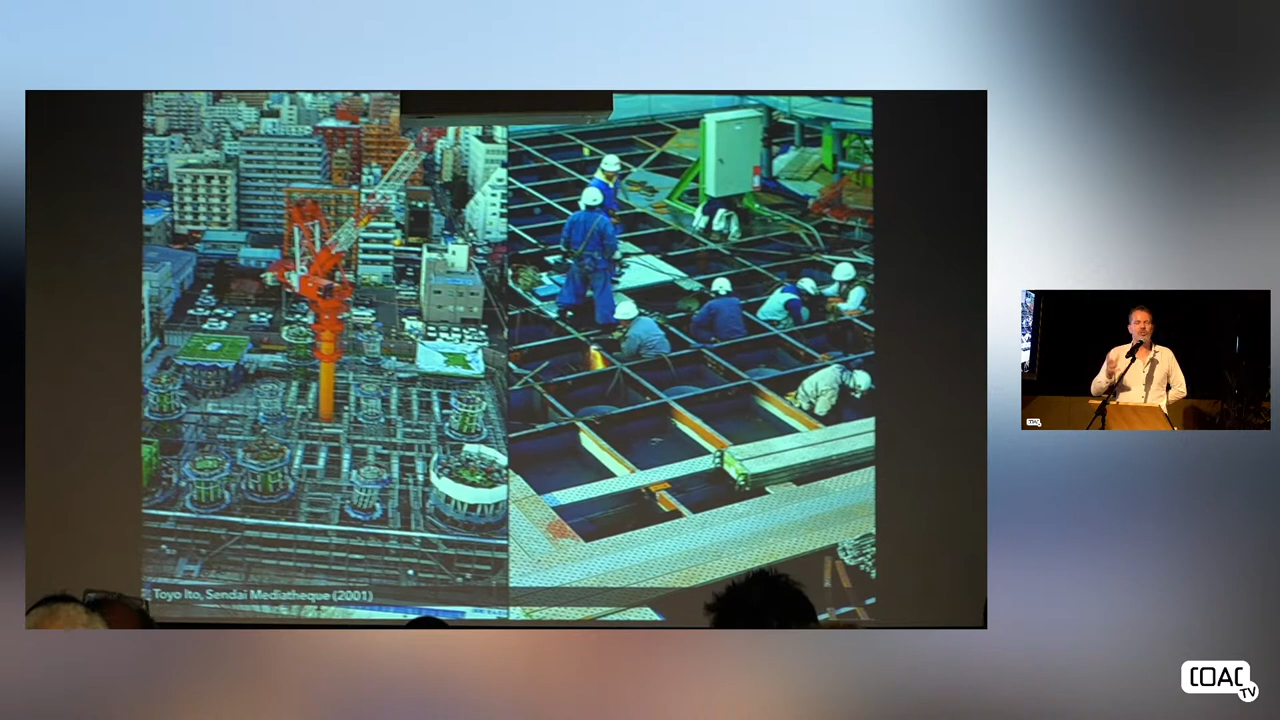 Toyo Ito, Sendai Mediatheque (2001)
COAC
TV